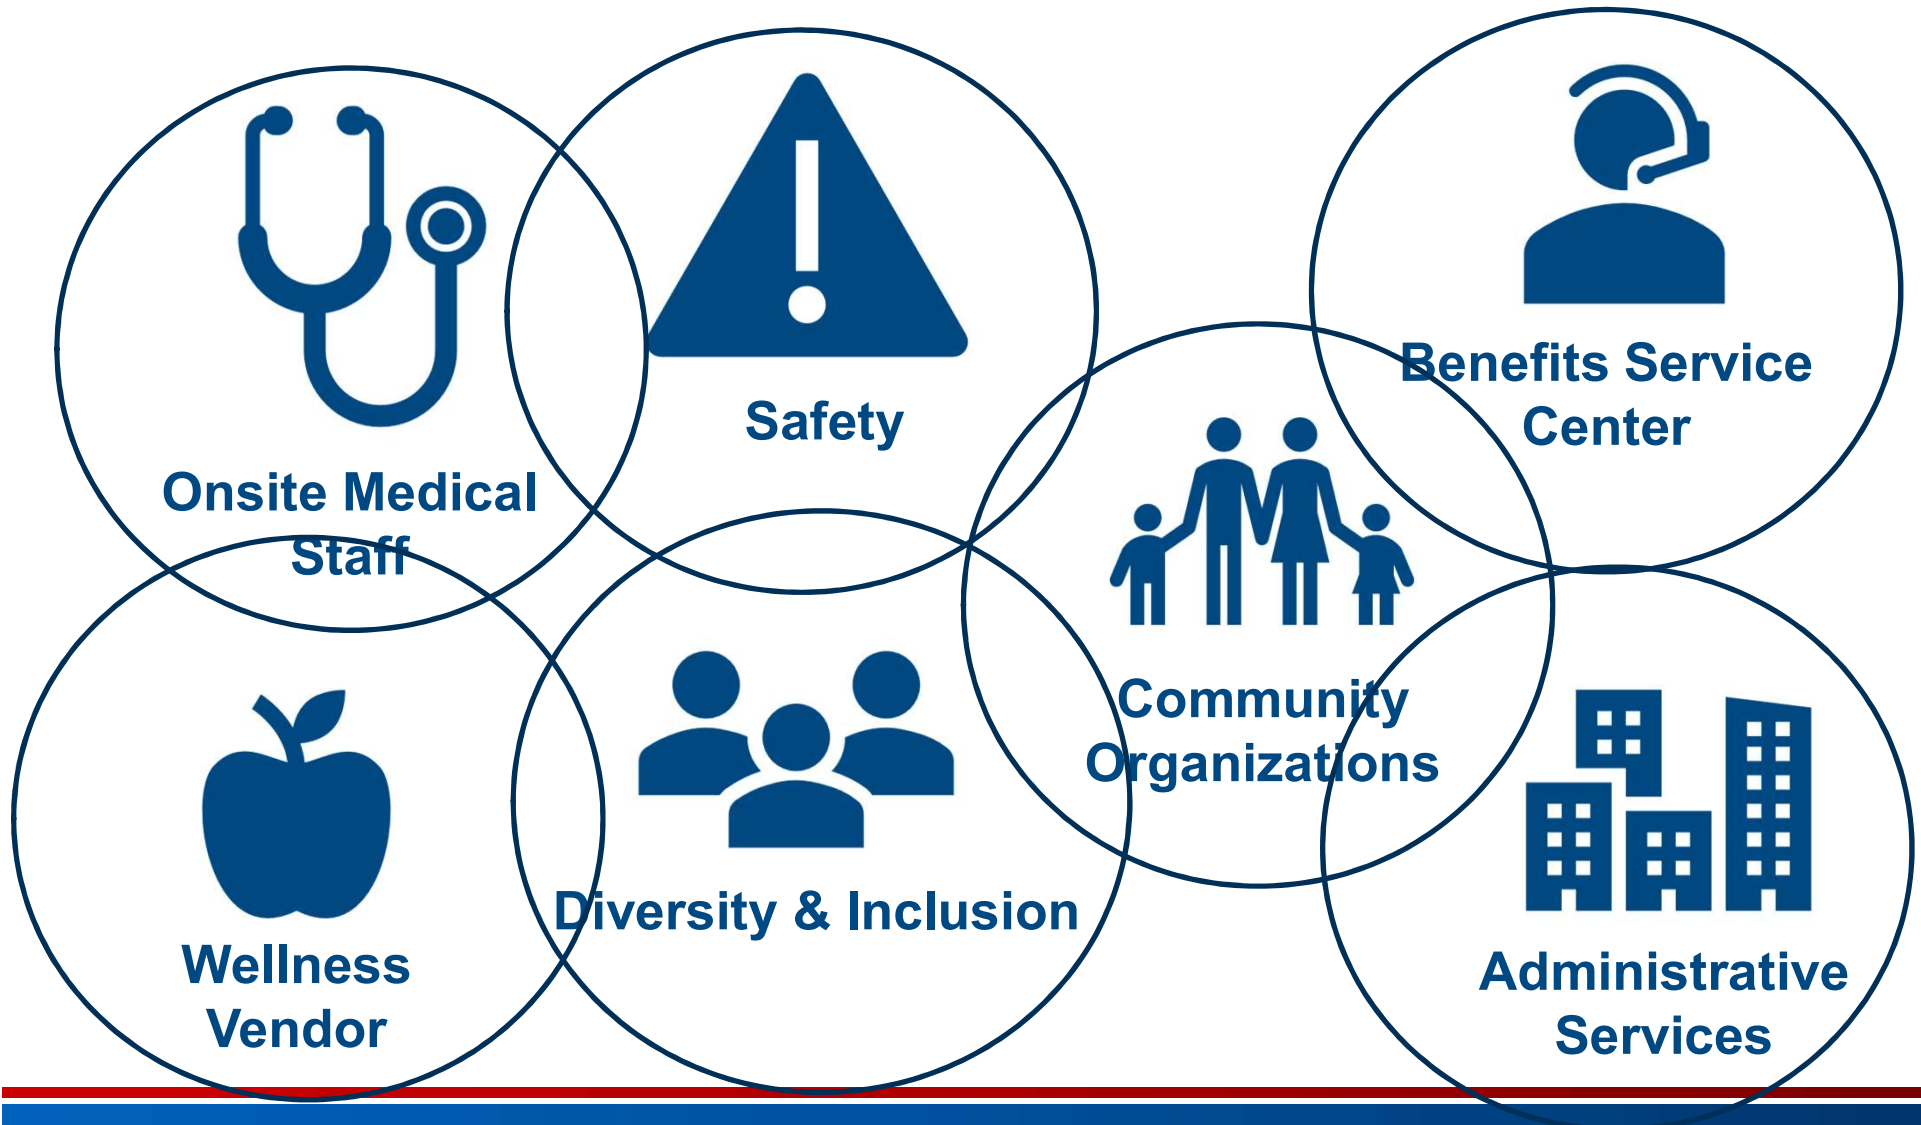 Onsite Medical
Staff
Safety
Benefits Service
Center
Community
Organizations
Wellness
Vendor
Diversity & Inclusion
Administrative
Services